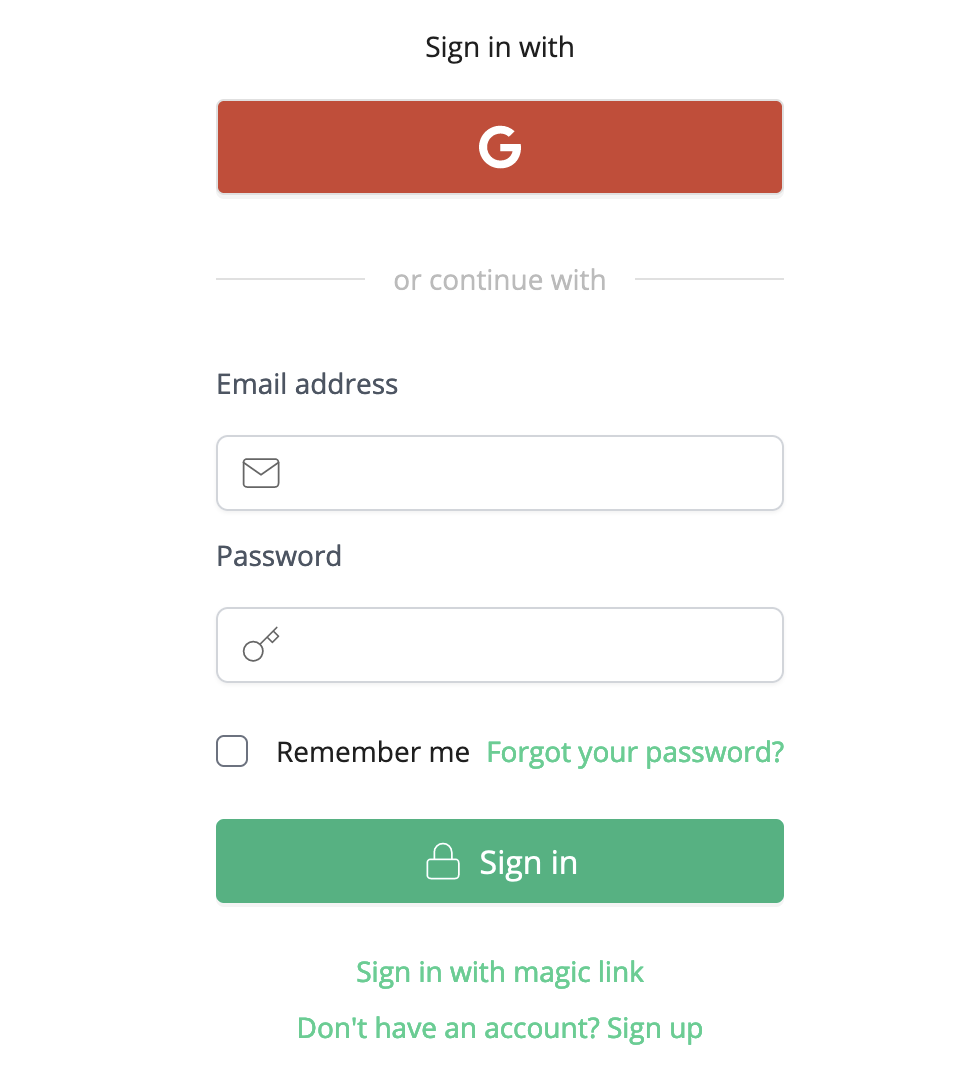 Sign in with
G
or continue with
Email address
Password
Remember me Forgot your password?
Sign in
Sign in with magic link
Don't have an account? Sign up